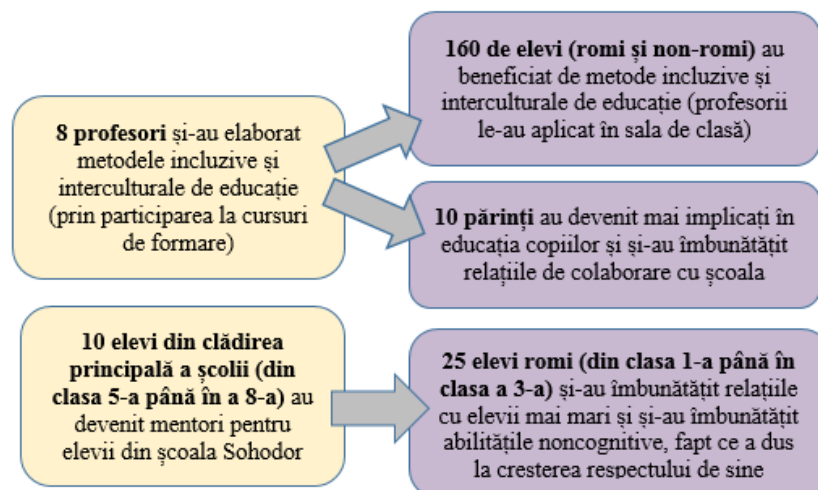 160 de elevi (romi și non-romi) au
beneficiat de metode incluzive și
interculturale de educație (profesorii
le-au aplicat în sala de clasă)
8 profesori și-au elaborat
metodele incluzive și
interculturale de educație
(prin participarea la cursuri
de formare)
10 părinți au devenit mai implicați în
educația copiilor și și-au îmbunătățit
relațiile de colaborare cu școala
10 elevi din clădirea
principală a școlii (din
clasa 5-a până în a 8-a) au
devenit mentori pentru
elevii din școala Sohodor
25 elevi romi (din clasa 1-a până în
clasa a 3-a) și-au îmbunătățit relațiile
cu elevii mai mari și și-au îmbunătățit
abilitățile noncognitive, fapt ce a dus
la cresterea respectului de sine